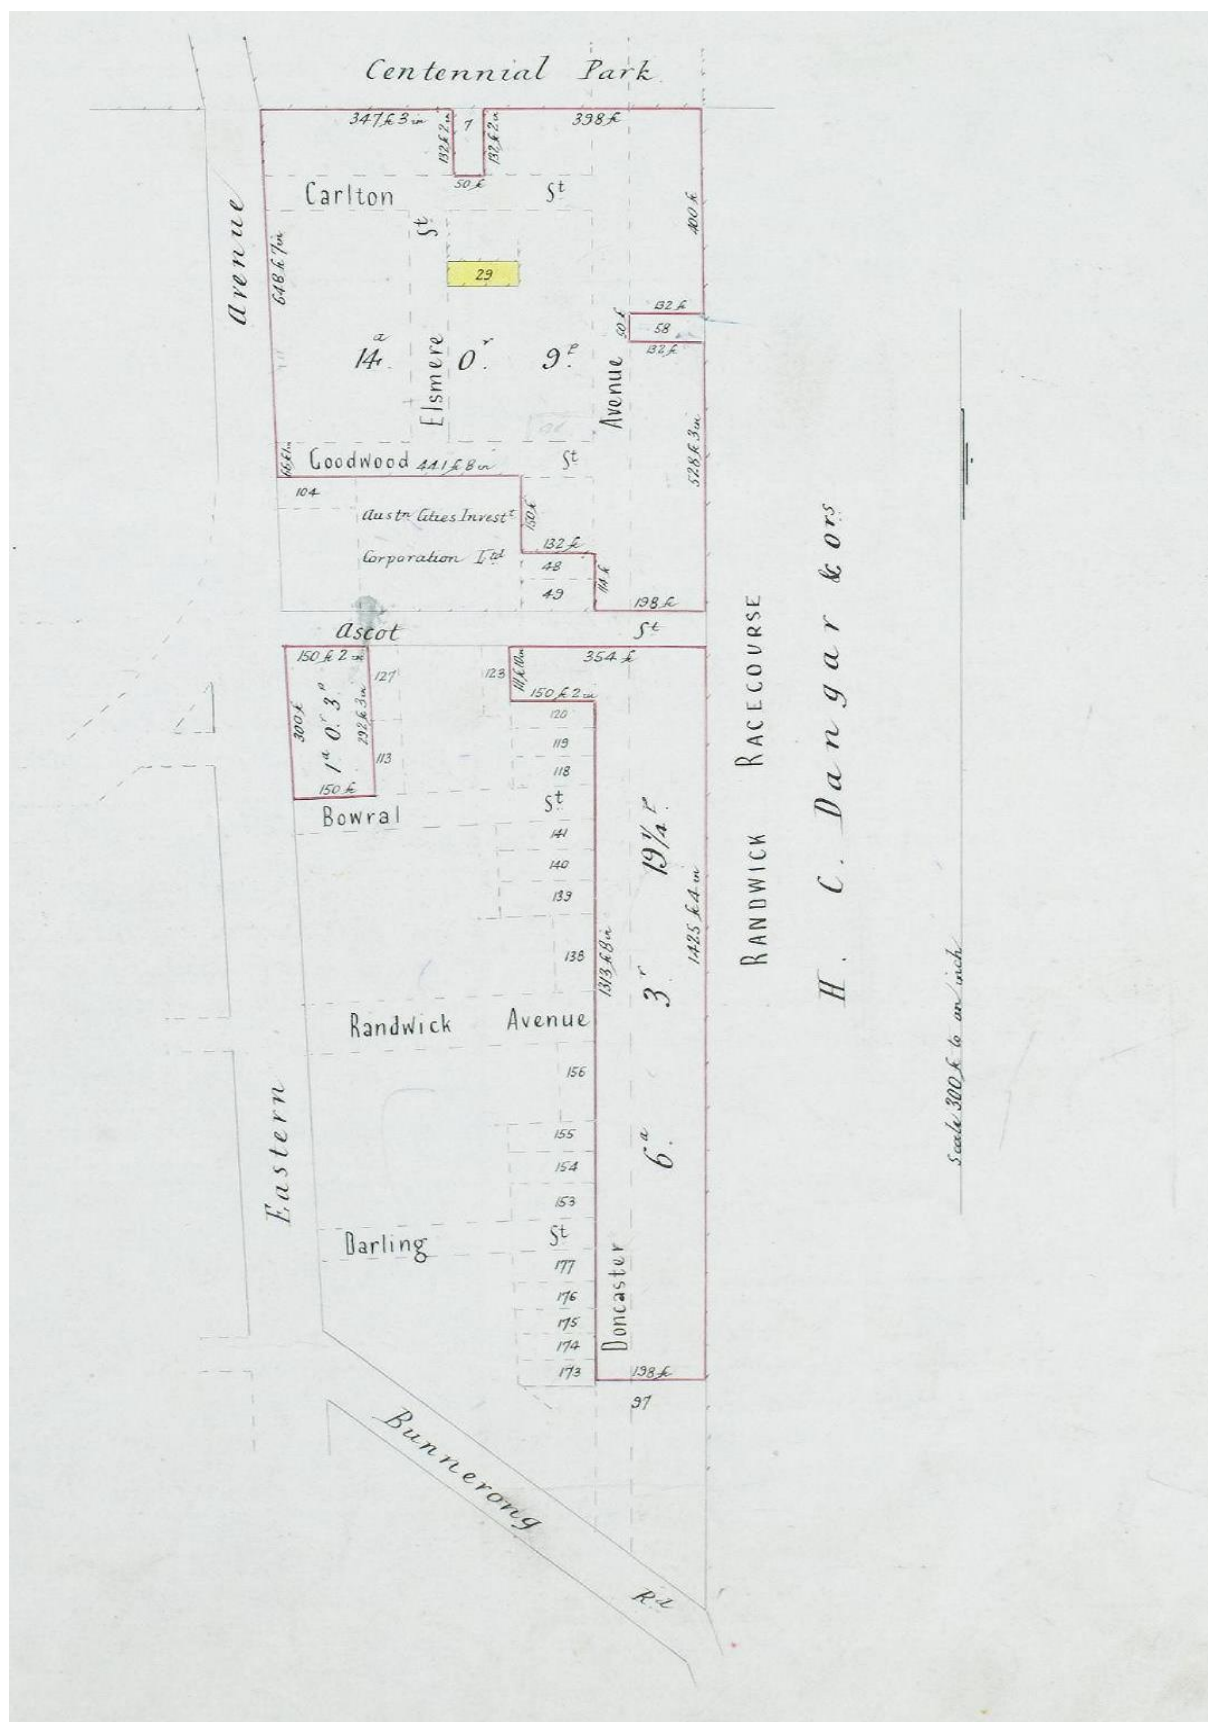 Centennial Park
347 ft 3 in
132 ft 2 in
7
132 ft 2 in
398 ft
50 ft
Carlton St
Avenue
648 ft 7 in
St
400 ft
29
132 ft
50 ft
58
132 ft
14a. 0r. 9p.
Elsmere
Avenue
528 ft 3 in
Goodwood St
441 ft 8 in
104
Austn Cities Investt
Corporation Ltd
150 ft
132 ft
48
49
114 ft
198 ft
Ascot St
150 ft 2 in
300 ft
1a 0r 3p
292 ft 3 in
150 ft
127
113
123
354 ft
150 ft 2 in
120
119
118
Bowral St
141
140
139
138
1313 ft 8 in
6a. 3r 19 1/4 p.
1425 ft 4 in
RANDWICK RACECOURSE
H. C. Dangar & ors
Scale 300 ft to an inch
Randwick Avenue
156
155
154
153
Eastern
Darling St
177
176
175
174
173
Doncaster
198 ft
97
Bunnerong Rd